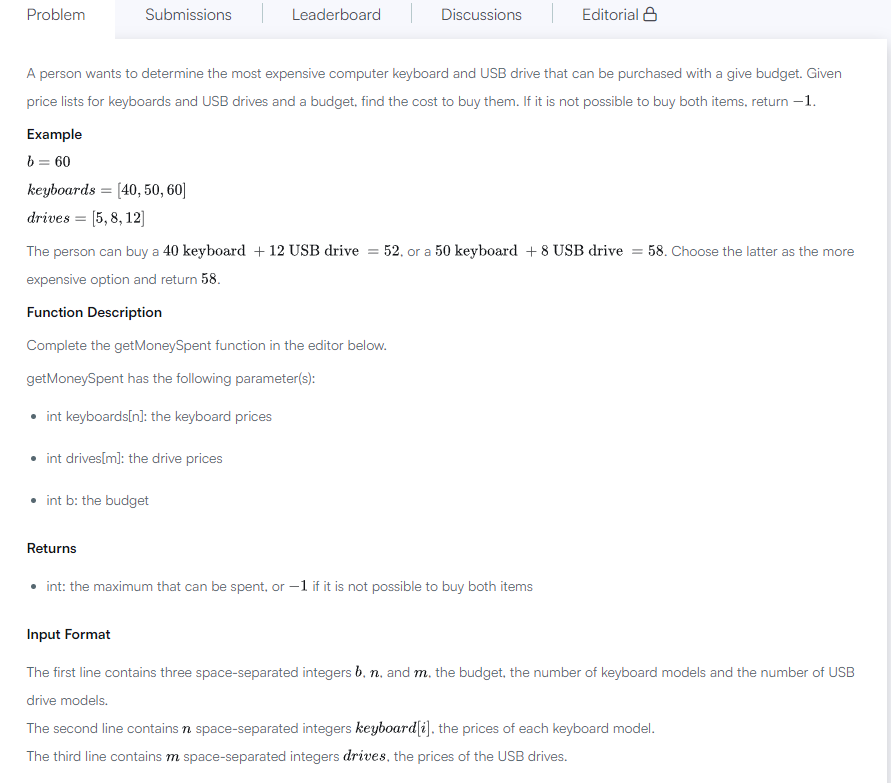 Problem
Submissions
Leaderboard
Discussions
Editorial
A person wants to determine the most expensive computer keyboard and USB drive that can be purchased with a give budget. Given
price lists for keyboards and USB drives and a budget, find the cost to buy them. If it is not possible to buy both items, return −1.
Example
b = 60
keyboards = [40, 50, 60]
drives = [5, 8, 12]
The person can buy a 40 keyboard + 12 USB drive = 52, or a 50 keyboard + 8 USB drive = 58. Choose the latter as the more
expensive option and return 58.
Function Description
Complete the getMoneySpent function in the editor below.
getMoneySpent has the following parameter(s):
• int keyboards[n]: the keyboard prices
• int drives[m]: the drive prices
• int b: the budget
Returns
• int: the maximum that can be spent, or −1 if it is not possible to buy both items
Input Format
The first line contains three space-separated integers b, n, and m, the budget, the number of keyboard models and the number of USB
drive models.
The second line contains n space-separated integers keyboard[i], the prices of each keyboard model.
The third line contains m space-separated integers drives, the prices of the USB drives.